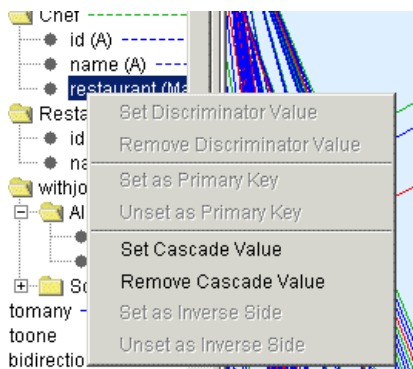 Chef
id (A)
name (A)
restaurant (Ma
Resta
id
na
withjo
Al
So
tomany
toone
bidirectio
Set Discriminator Value
Remove Discriminator Value
Set as Primary Key
Unset as Primary Key
Set Cascade Value
Remove Cascade Value
Set as Inverse Side
Unset as Inverse Side